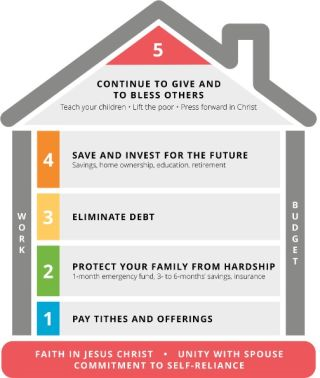 5
CONTINUE TO GIVE AND
TO BLESS OTHERS
Teach your children • Lift the poor • Press forward in Christ
4
SAVE AND INVEST FOR THE FUTURE
Savings, home ownership, education, retirement
3
ELIMINATE DEBT
2
PROTECT YOUR FAMILY FROM HARDSHIP
1-month emergency fund, 3- to 6-months' savings, insurance
1
PAY TITHES AND OFFERINGS
WORK
BUDGET
FAITH IN JESUS CHRIST • UNITY WITH SPOUSE
COMMITMENT TO SELF-RELIANCE